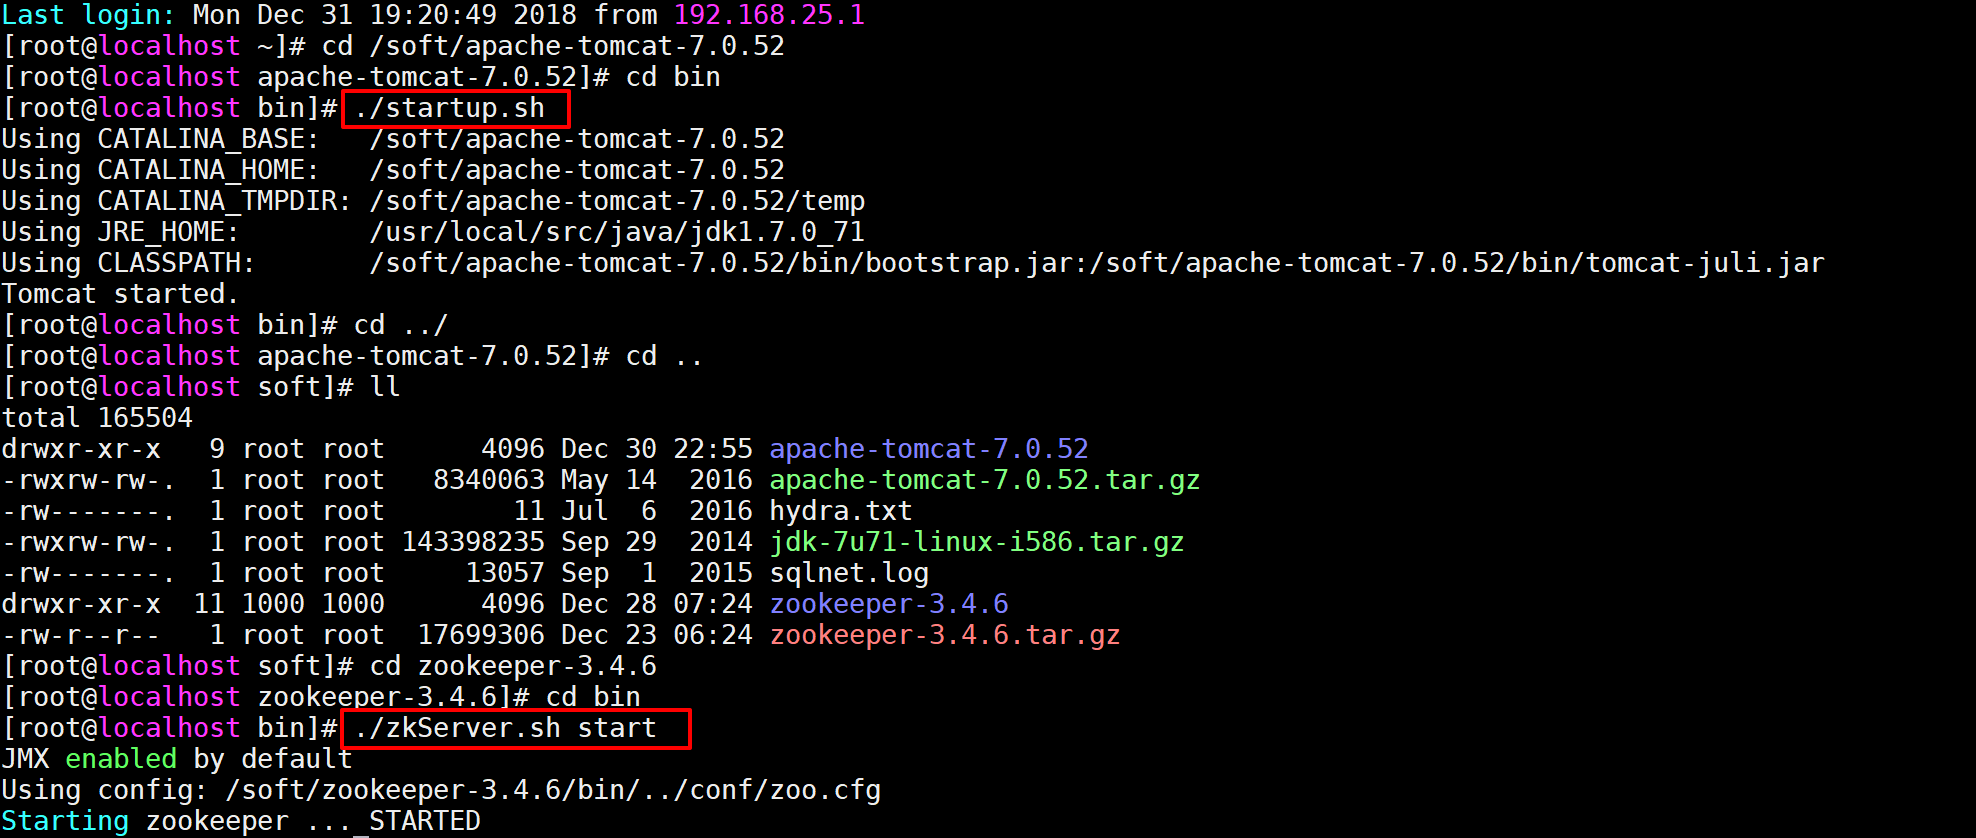 Last login: Mon Dec 31 19:20:49 2018 from 192.168.25.1
[root@localhost ~]# cd /soft/apache-tomcat-7.0.52
[root@localhost apache-tomcat-7.0.52]# cd bin
[root@localhost bin]# ./startup.sh
Using CATALINA_BASE:   /soft/apache-tomcat-7.0.52
Using CATALINA_HOME:   /soft/apache-tomcat-7.0.52
Using CATALINA_TMPDIR: /soft/apache-tomcat-7.0.52/temp
Using JRE_HOME:        /usr/local/src/java/jdk1.7.0_71
Using CLASSPATH:       /soft/apache-tomcat-7.0.52/bin/bootstrap.jar:/soft/apache-tomcat-7.0.52/bin/tomcat-juli.jar
Tomcat started.
[root@localhost bin]# cd ../
[root@localhost apache-tomcat-7.0.52]# cd ..
[root@localhost soft]# ll
total 165504
drwxr-xr-x   9 root root      4096 Dec 30 22:55 apache-tomcat-7.0.52
-rwxrw-rw-.  1 root root   8340063 May 14  2016 apache-tomcat-7.0.52.tar.gz
-rw-------.  1 root root        11 Jul  6  2016 hydra.txt
-rwxrw-rw-.  1 root root 143398235 Sep 29  2014 jdk-7u71-linux-i586.tar.gz
-rw-------.  1 root root     13057 Sep  1  2015 sqlnet.log
drwxr-xr-x  11 1000 1000      4096 Dec 28 07:24 zookeeper-3.4.6
-rw-r--r--   1 root root  17699306 Dec 23 06:24 zookeeper-3.4.6.tar.gz
[root@localhost soft]# cd zookeeper-3.4.6
[root@localhost zookeeper-3.4.6]# cd bin
[root@localhost bin]# ./zkServer.sh start
JMX enabled by default
Using config: /soft/zookeeper-3.4.6/bin/../conf/zoo.cfg
Starting zookeeper ..._STARTED